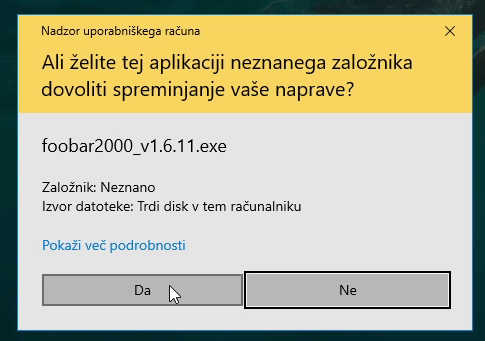 Nadzor uporabniškega računa
Ali želite tej aplikaciji neznanega založnika
dovoliti spreminjanje vaše naprave?
foobar2000_v1.6.11.exe
Založnik: Neznano
Izvor datoteke: Trdi disk v tem računalniku
Pokaži več podrobnosti
Da
Ne